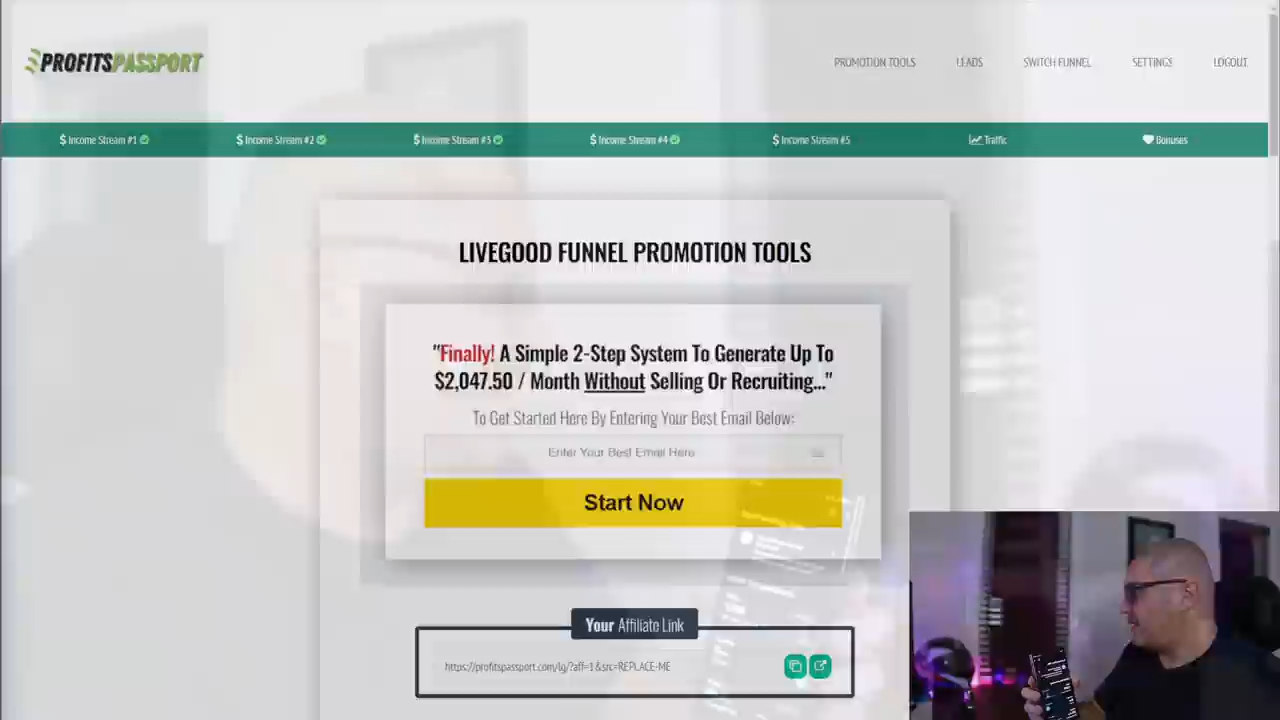 PROFITSPASSPORT
PROMOTION TOOLS
LEADS
SWITCH FUNNEL
SETTINGS
LOGOUT
$ Income Stream #1
$ Income Stream #2
$ Income Stream #3
$ Income Stream #4
$ Income Stream #5
Traffic
Bonuses
LIVEGOOD FUNNEL PROMOTION TOOLS
"Finally! A Simple 2-Step System To Generate Up To
$2,047.50 / Month Without Selling Or Recruiting..."
To Get Started Here By Entering Your Best Email Below:
Enter Your Best Email Here
Start Now
Your Affiliate Link
https://profitspassport.com/lg/?aff=1&src=REPLACE-ME